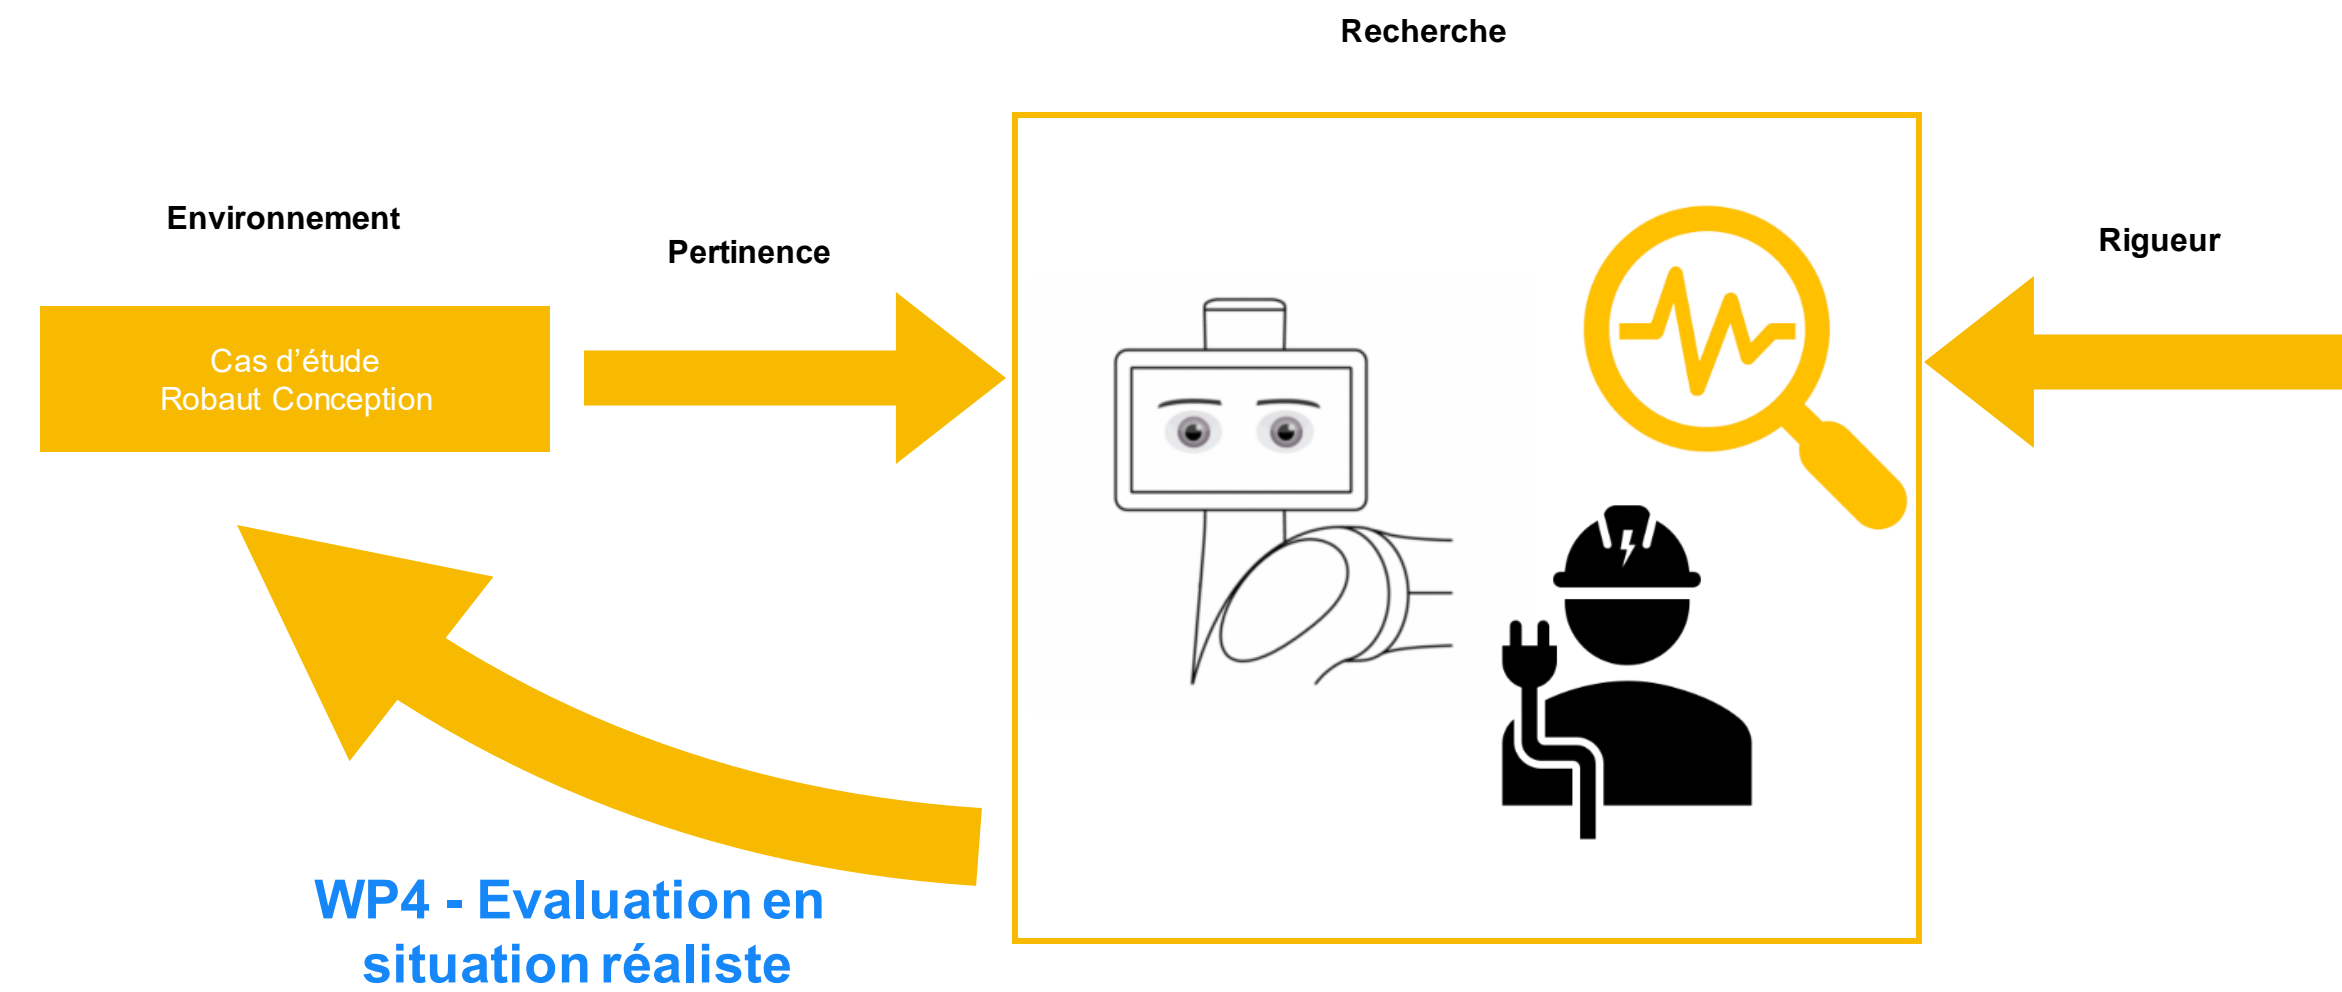 Recherche
Environnement
Pertinence
Rigueur
Cas d’étude
Robaut Conception
WP4 - Evaluation en
situation réaliste